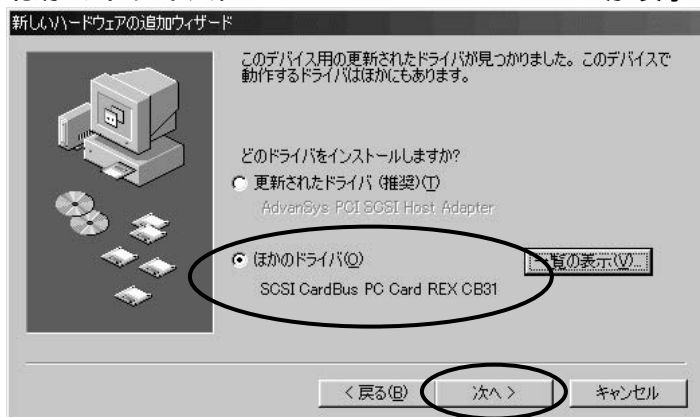 新しいハードウェアの追加ウィザード
このデバイス用の更新されたドライバが見つかりました。このデバイスで
動作するドライバはほかにもあります。
どのドライバをインストールしますか?
更新されたドライバ (推奨)(T)
AdvanSys PCI SCSI Host Adapter
ほかのドライバ(O)
一覧の表示(V)...
SCSI CardBus PC Card REX CB31
< 戻る(B)
次へ >
キャンセル